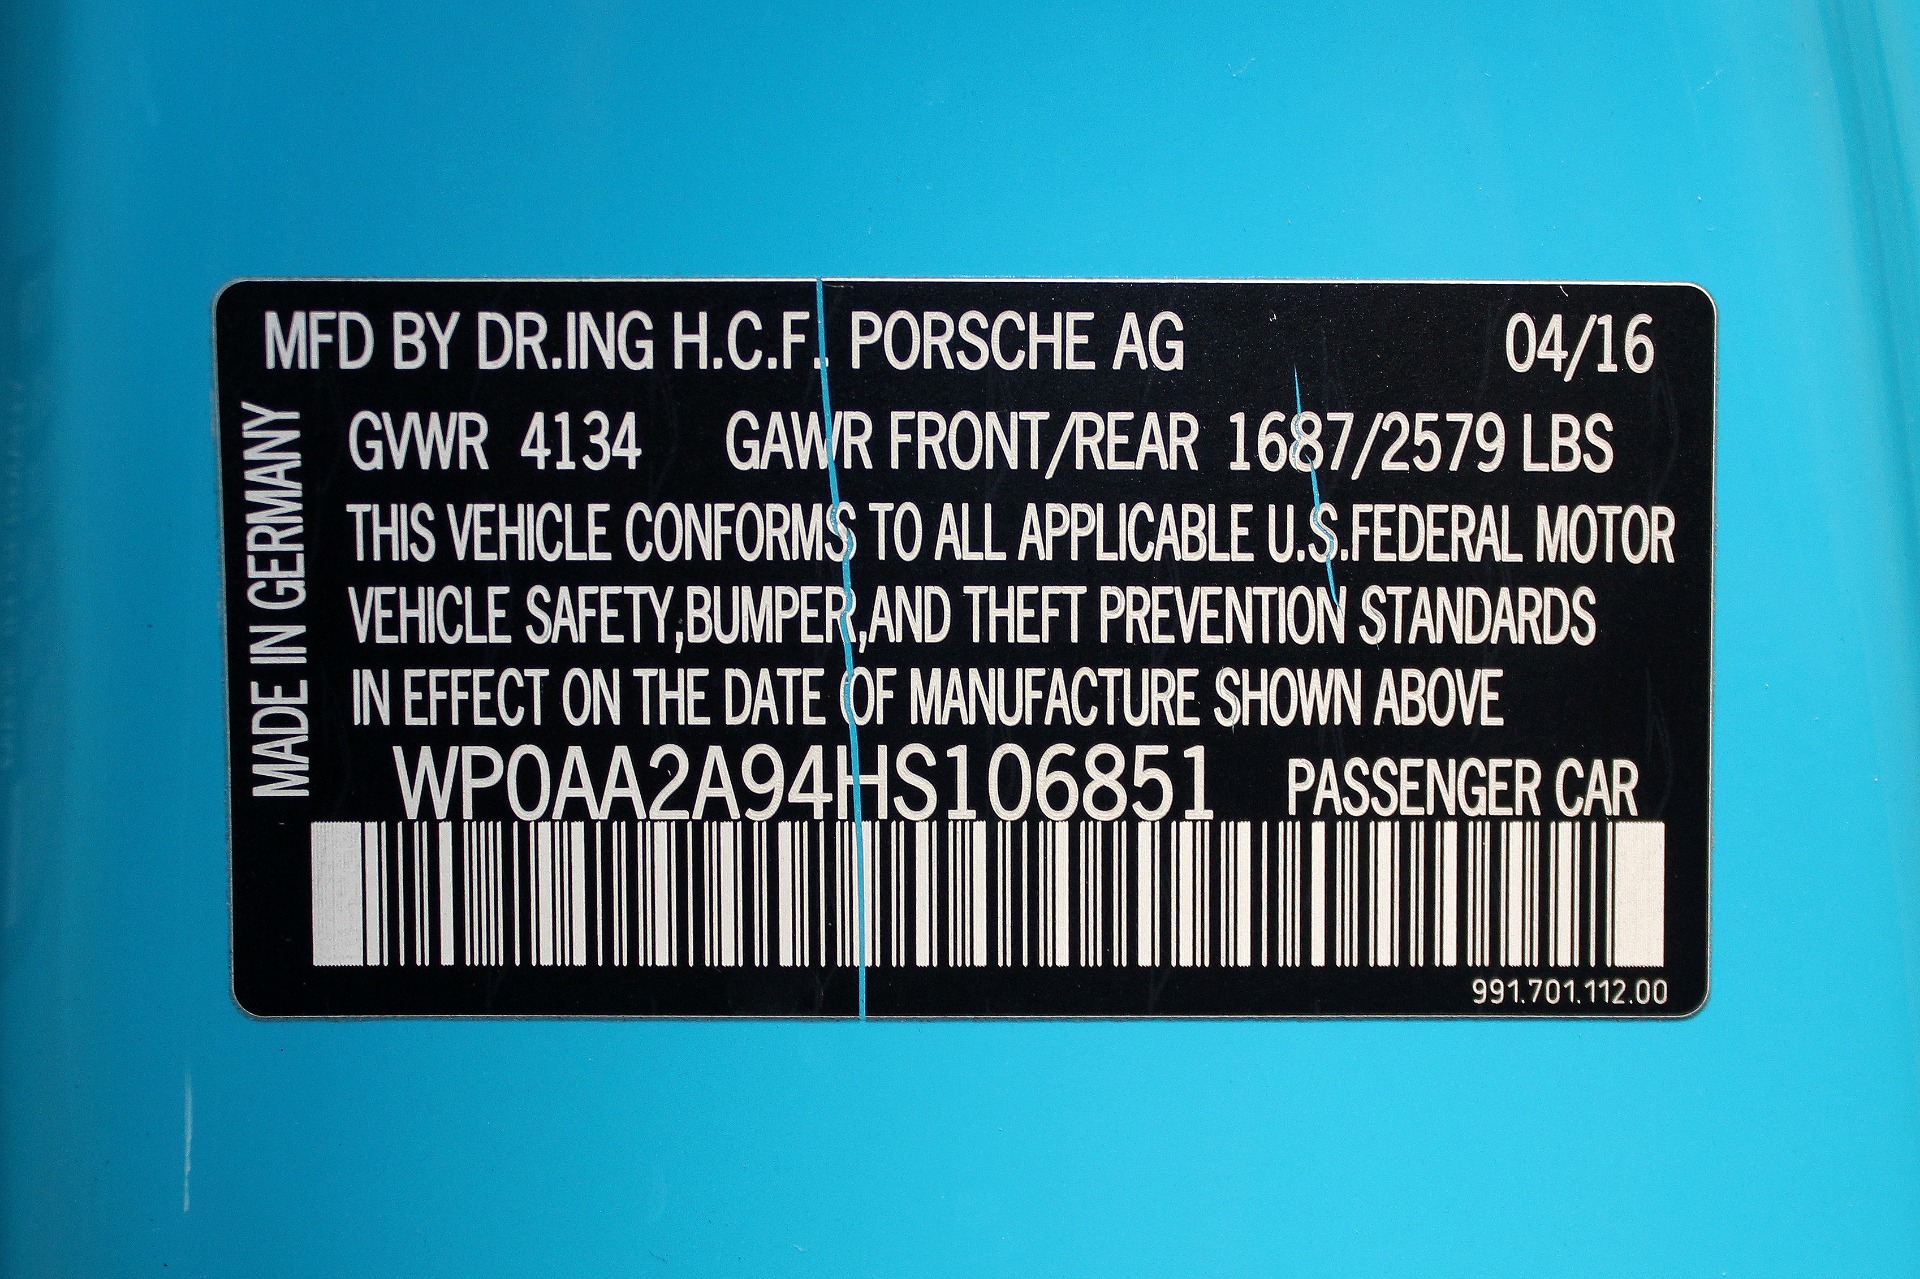 MFD BY DR.ING H.C.F. PORSCHE AG 04/16
MADE IN GERMANY
GVWR 4134 GAWR FRONT/REAR 1687/2579 LBS
THIS VEHICLE CONFORMS TO ALL APPLICABLE U.S.FEDERAL MOTOR
VEHICLE SAFETY,BUMPER,AND THEFT PREVENTION STANDARDS
IN EFFECT ON THE DATE OF MANUFACTURE SHOWN ABOVE
WP0AA2A94HS106851 PASSENGER CAR
991.701.112.00